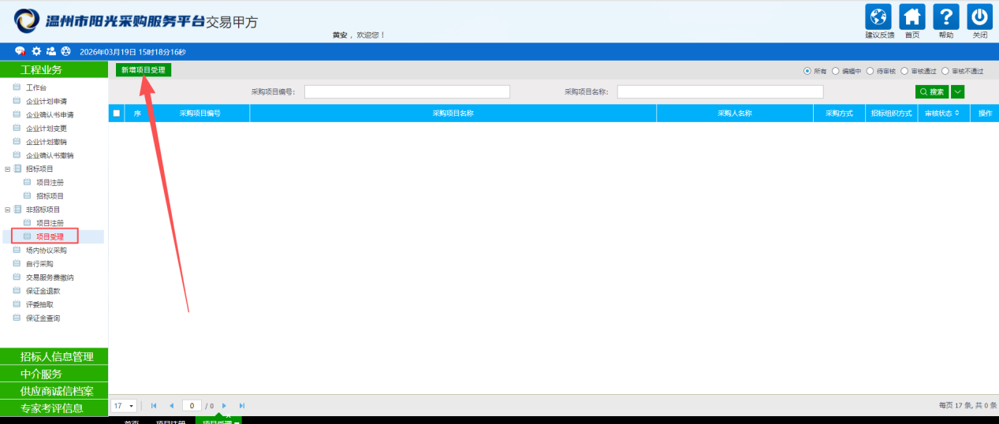 温州市阳光采购服务平台交易甲方
黄安，欢迎您！
建议反馈 首页 帮助 关闭
2026年03月19日 15时18分16秒
工程业务
新增项目受理
所有 编辑中 待审核 审核通过 审核不通过
工作台
企业计划申请
企业确认书申请
企业计划变更
企业计划撤销
企业确认书撤销
招标项目
项目注册
招标项目
非招标项目
项目注册
项目受理
场内协议采购
自行采购
交易服务费缴纳
保证金退款
评委抽取
保证金查询
招标人信息管理
中介服务
供应商诚信档案
专家考评信息
采购项目编号： 采购项目名称： 搜索
序 采购项目编号 采购项目名称 采购人名称 采购方式 招标组织方式 审核状态 操作
17 0 / 0 每页 17 条, 共 0 条
首页 项目注册 项目受理